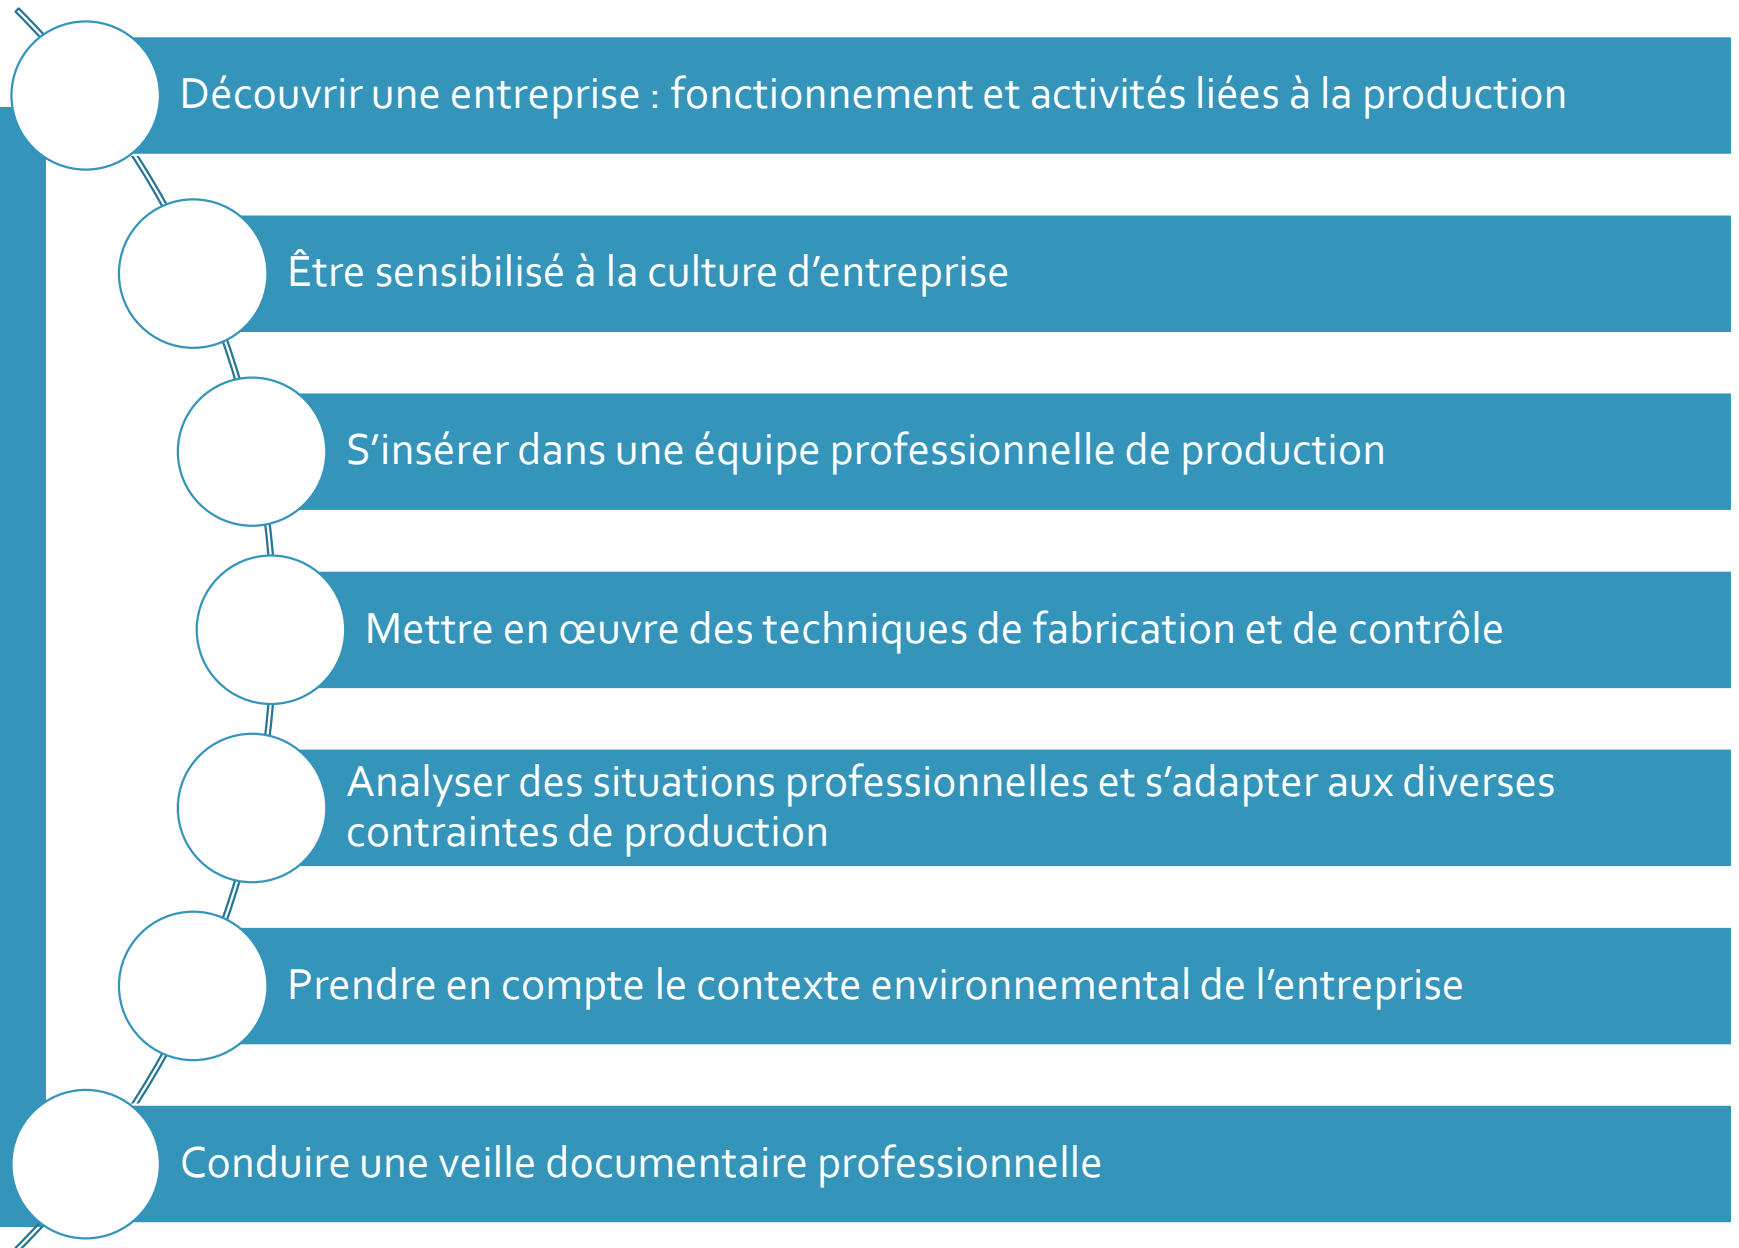 Découvrir une entreprise : fonctionnement et activités liées à la production
Être sensibilisé à la culture d’entreprise
S’insérer dans une équipe professionnelle de production
Mettre en œuvre des techniques de fabrication et de contrôle
Analyser des situations professionnelles et s’adapter aux diverses
contraintes de production
Prendre en compte le contexte environnemental de l’entreprise
Conduire une veille documentaire professionnelle